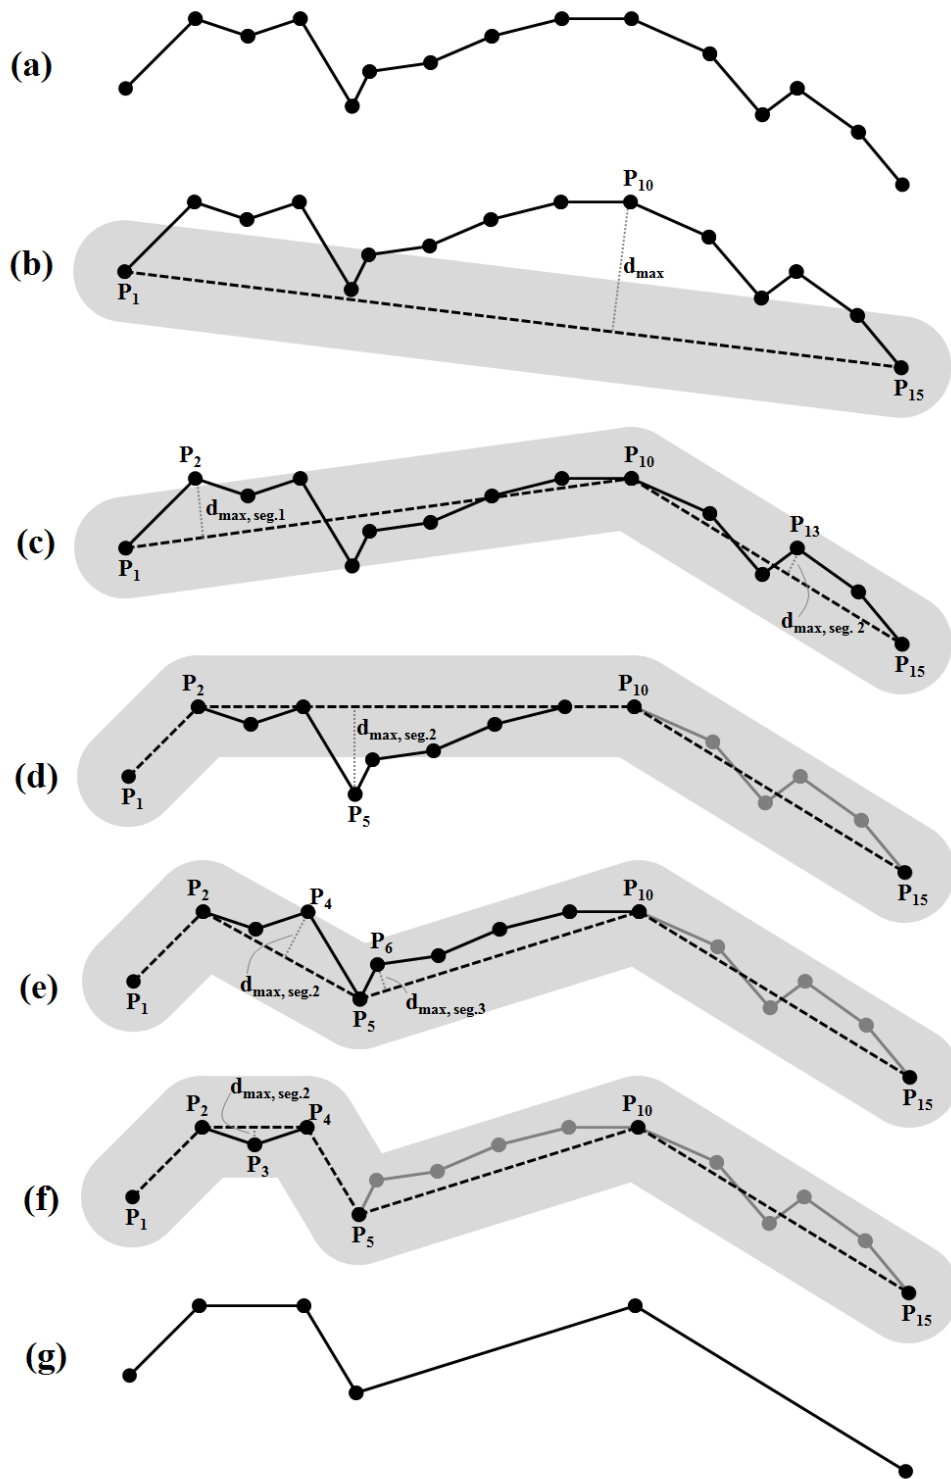 (a)
P10
(b)
dmax
P1
P15
P2
P10
dmax, seg.1
P13
(c)
P1
dmax, seg. 2
P15
P2
P10
dmax, seg.2
(d)
P1
P5
P15
P2
P4
P10
P6
(e)
dmax, seg.2
P1
dmax, seg.3
P5
P15
dmax, seg.2
P2
P4
P10
P3
(f)
P1
P5
P15
(g)